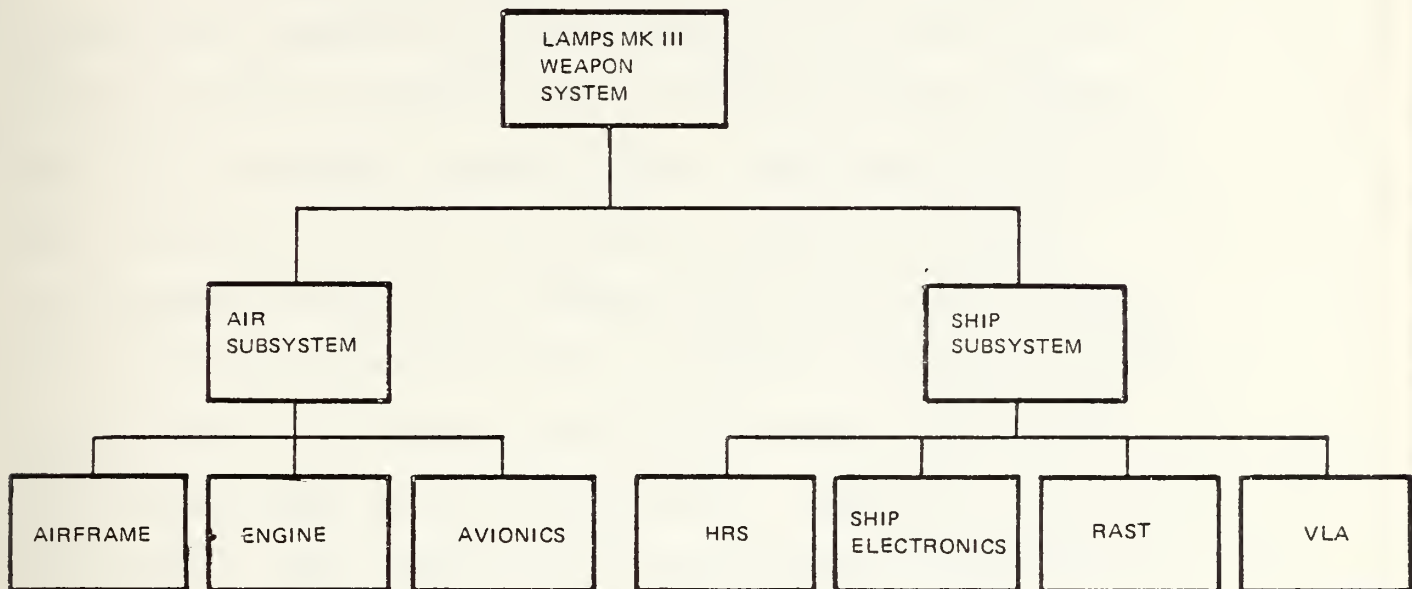 LAMPS MK III
WEAPON
SYSTEM
AIR
SUBSYSTEM
SHIP
SUBSYSTEM
AIRFRAME
ENGINE
AVIONICS
HRS
SHIP
ELECTRONICS
RAST
VLA